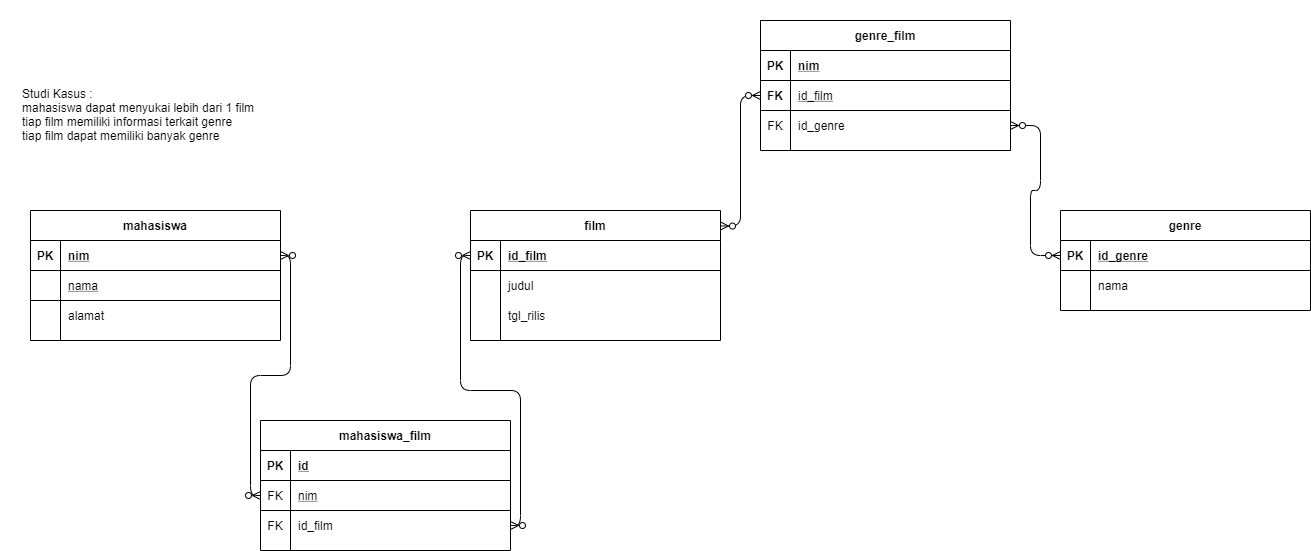 genre_film
PK nim
FK id_film
FK id_genre
Studi Kasus :
mahasiswa dapat menyukai lebih dari 1 film
tiap film memiliki informasi terkait genre
tiap film dapat memiliki banyak genre
mahasiswa
PK nim
nama
alamat
film
PK id_film
judul
tgl_rilis
genre
PK id_genre
nama
mahasiswa_film
PK id
FK nim
FK id_film